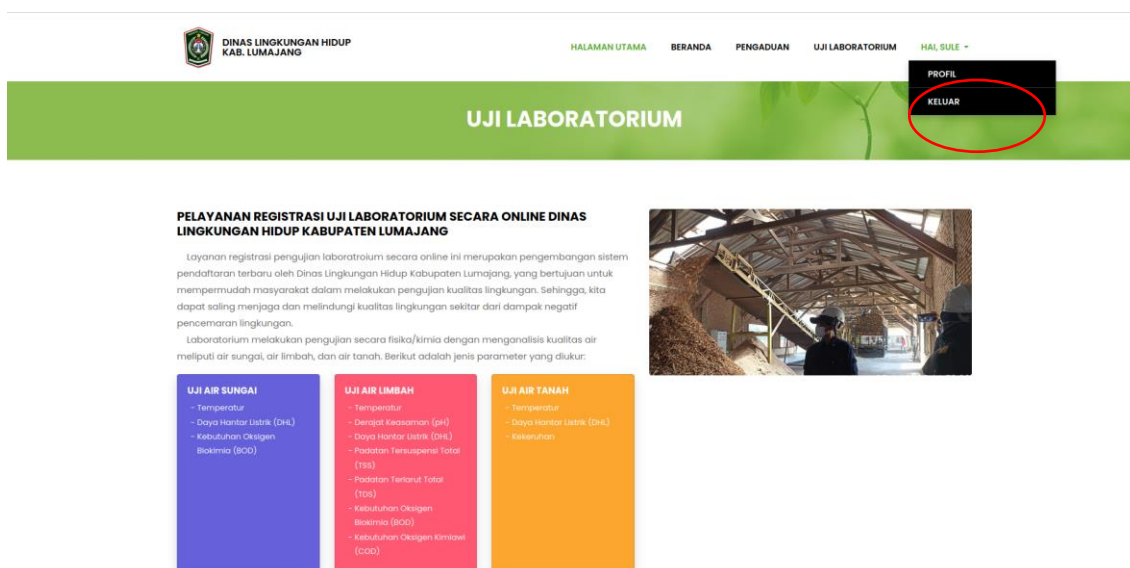 DINAS LINGKUNGAN HIDUP
KAB. LUMAJANG
HALAMAN UTAMA
BERANDA
PENGADUAN
UJI LABORATORIUM
HAI, SULE
PROFIL
KELUAR
UJI LABORATORIUM
PELAYANAN REGISTRASI UJI LABORATORIUM SECARA ONLINE DINAS
LINGKUNGAN HIDUP KABUPATEN LUMAJANG
Layanan registrasi pengujian laboratroium secara online ini merupakan pengembangan sistem
pendaftaran terbaru oleh Dinas Lingkungan Hidup Kabupaten Lumajang, yang bertujuan untuk
mempermudah masyarakat dalam melakukan pengujian kualitas lingkungan. Sehingga, kita
dapat saling menjaga dan melindungi kualitas lingkungan sekitar dari dampak negatif
pencemaran lingkungan.
Laboratorium melakukan pengujian secara fisika/kimia dengan menganalisis kualitas air
meliputi air sungai, air limbah, dan air tanah. Berikut adalah jenis parameter yang diukur:
UJI AIR SUNGAI
- Temperatur
- Daya Hantar Listrik (DHL)
- Kebutuhan Oksigen
Biokimia (BOD)
UJI AIR LIMBAH
- Temperatur
- Derajat Keasaman (pH)
- Daya Hantar Listrik (DHL)
- Padatan Tersuspensi Total
(TSS)
- Padatan Terlarut Total
(TDS)
- Kebutuhan Oksigen
Biokimia (BOD)
- Kebutuhan Oksigen Kimiawi
(COD)
UJI AIR TANAH
- Temperatur
- Daya Hantar Listrik (DHL)
- Kekeruhan